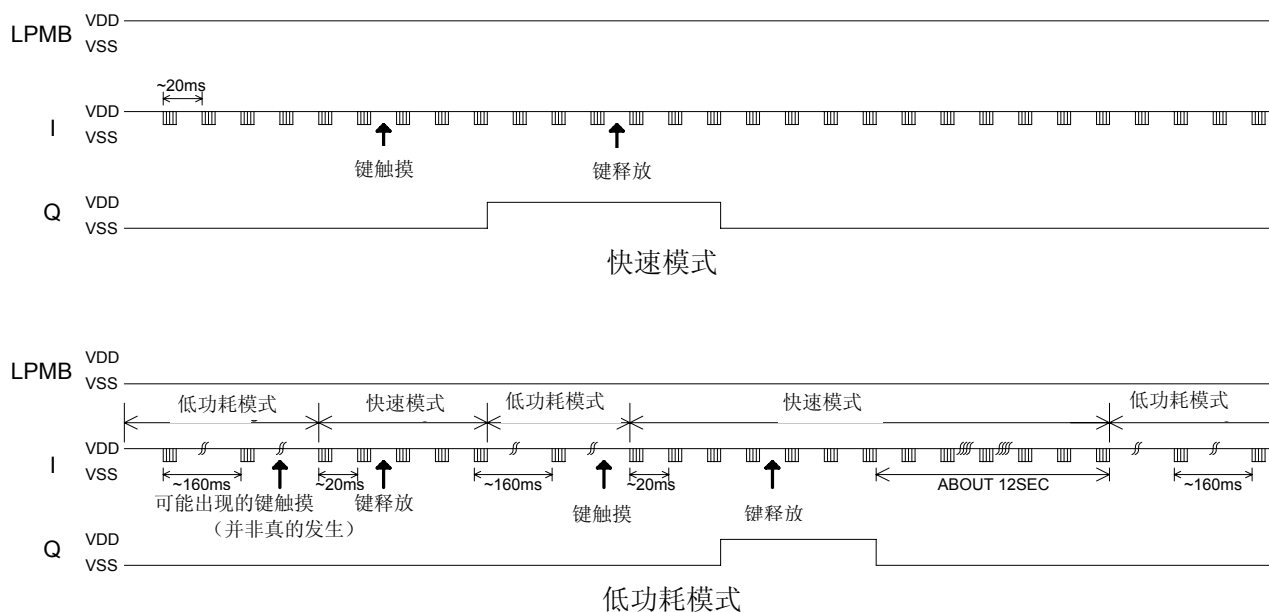 LPMB
VDD
VSS
~20ms
I
VDD
VSS
键触摸
键释放
Q
VDD
VSS
快速模式
LPMB
VDD
VSS
低功耗模式
快速模式
低功耗模式
快速模式
低功耗模式
I
VDD
VSS
~160ms
~20ms
~160ms
~20ms
ABOUT 12SEC
~160ms
可能出现的键触摸
(并非真的发生)
键释放
键触摸
键释放
Q
VDD
VSS
低功耗模式